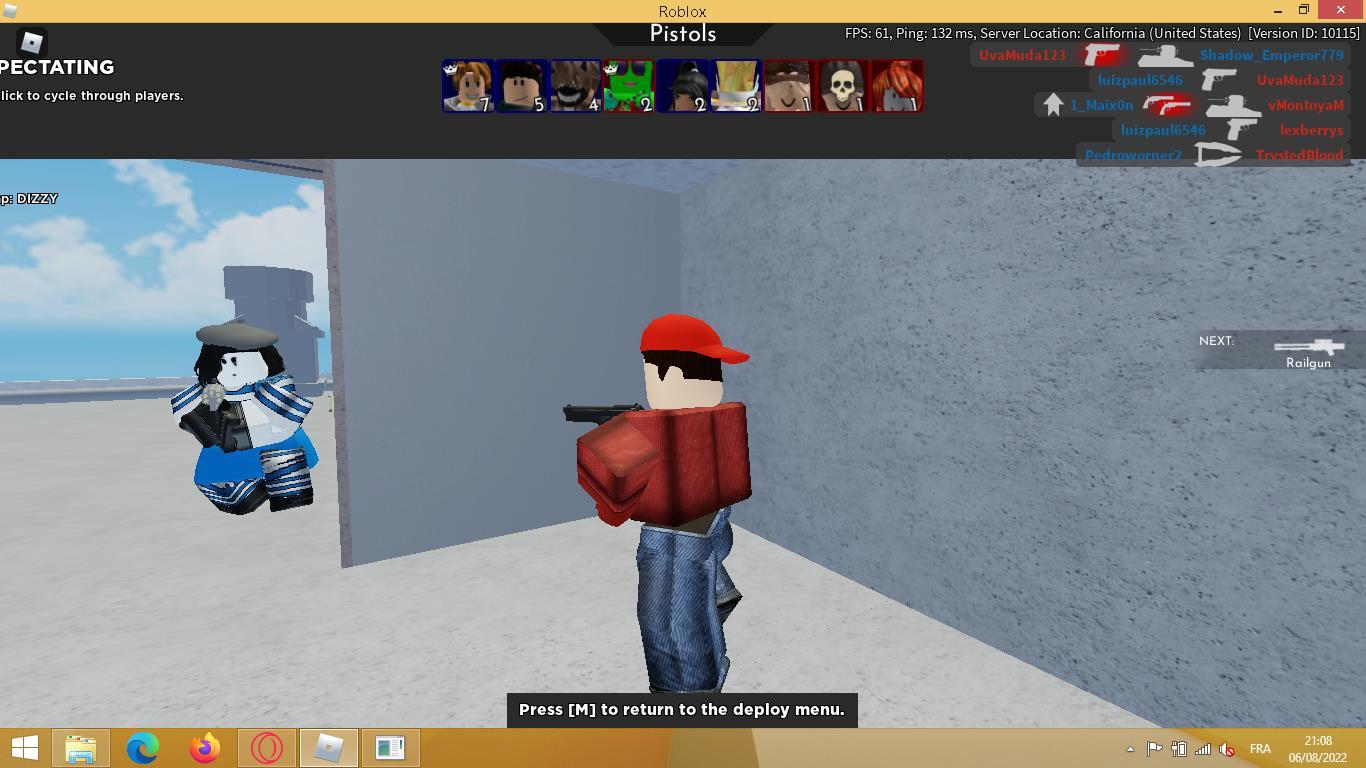 Roblox
Pistols
FPS: 61, Ping: 132 ms, Server Location: California (United States) [Version ID: 10115]
PECTATING
lick to cycle through players.
7 5 4 2 2 2 1 1 1
UvaMuda123 Shadow_Emperor779
luizpaul6546 UvaMuda123
1_Maix0n vMontoyaM
luizpaul6546 lexberrys
Pedroworner2 TrvstedBlood
p: DIZZY
NEXT:
Railgun
Press [M] to return to the deploy menu.
FRA
21:08
06/08/2022